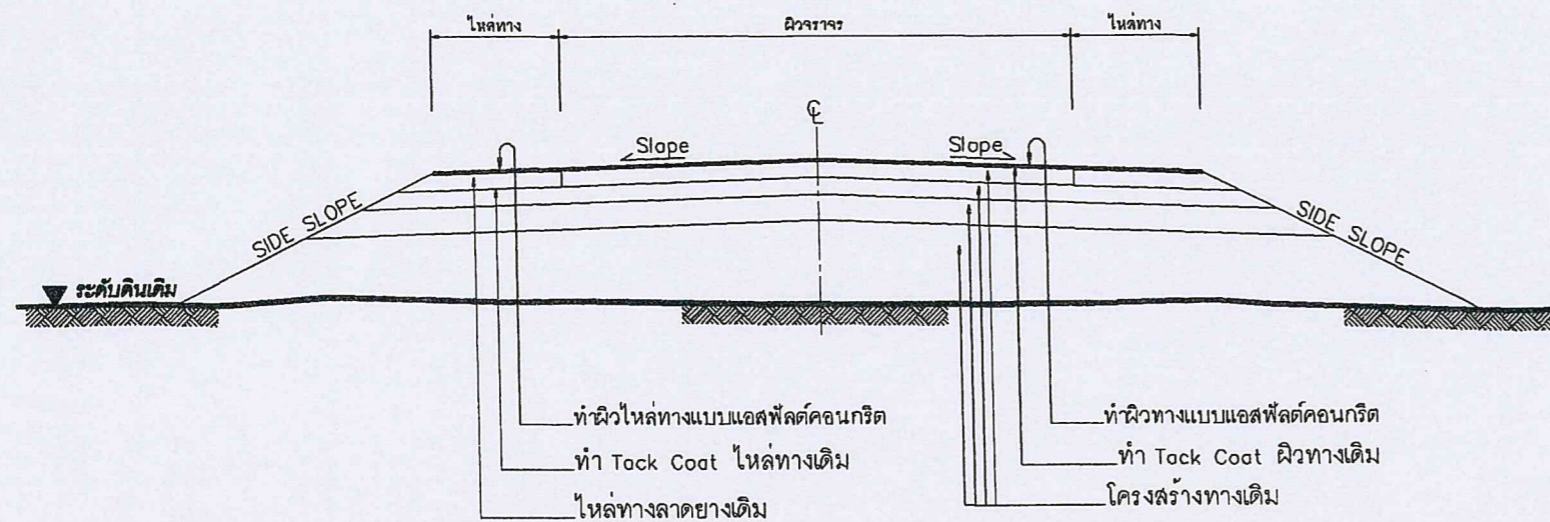 ไหล่ทาง ผิวจราจร ไหล่ทาง
℄
Slope Slope
SIDE SLOPE SIDE SLOPE
ระดับดินเดิม
ทำผิวไหล่ทางแบบแอสฟัลต์คอนกรีต ทำผิวทางแบบแอสฟัลต์คอนกรีต
ทำ Tack Coat ไหล่ทางเดิม ทำ Tack Coat ผิวทางเดิม
ไหล่ทางลาดยางเดิม โครงสร้างทางเดิม